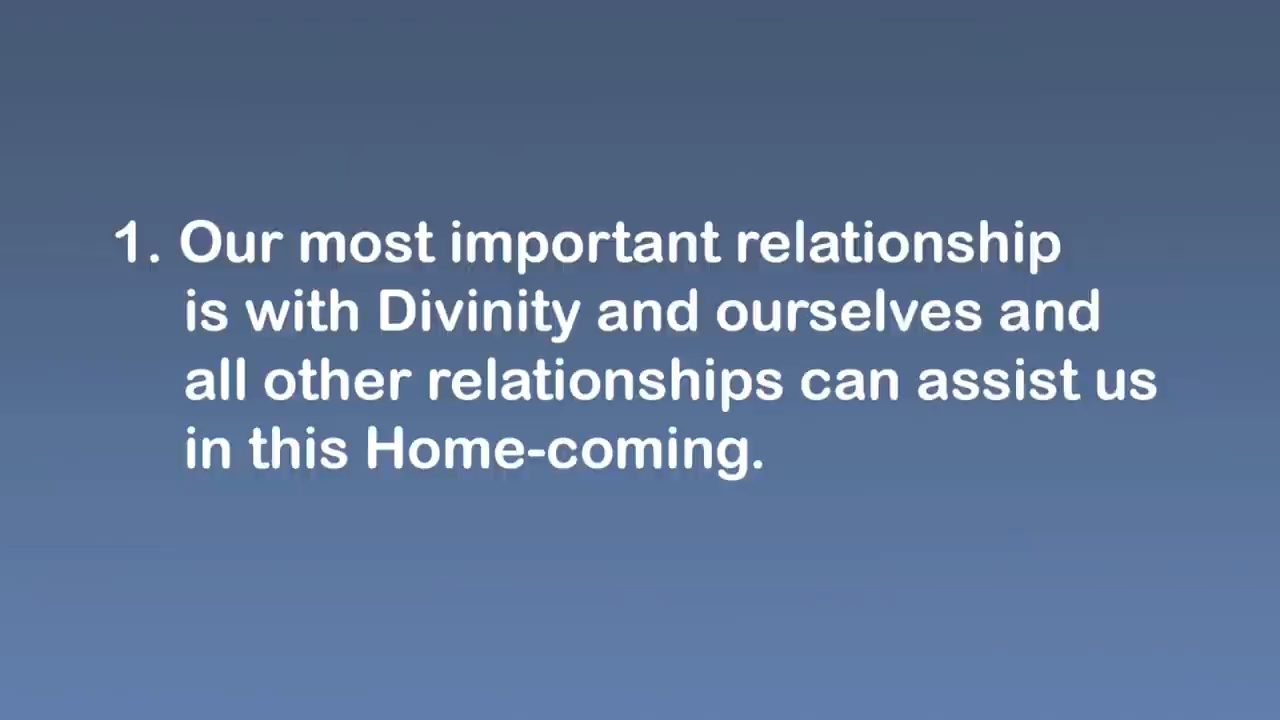 1. Our most important relationship
is with Divinity and ourselves and
all other relationships can assist us
in this Home-coming.